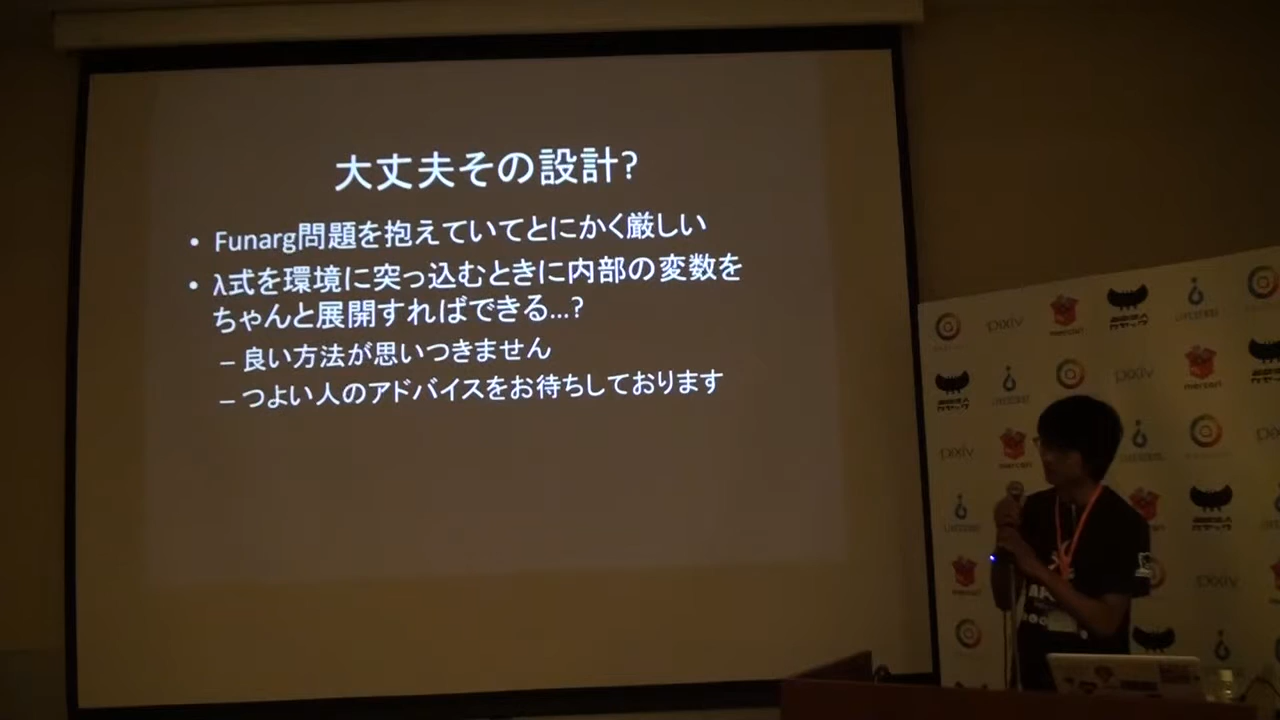 大丈夫その設計?
• Funarg問題を抱えていてとにかく厳しい
• λ式を環境に突っ込むときに内部の変数を
ちゃんと展開すればできる…?
– 良い方法が思いつきません
– つよい人のアドバイスをお待ちしております
pixiv
mercari
pixiv
mercari
pixiv
mercari
pixiv
mercari